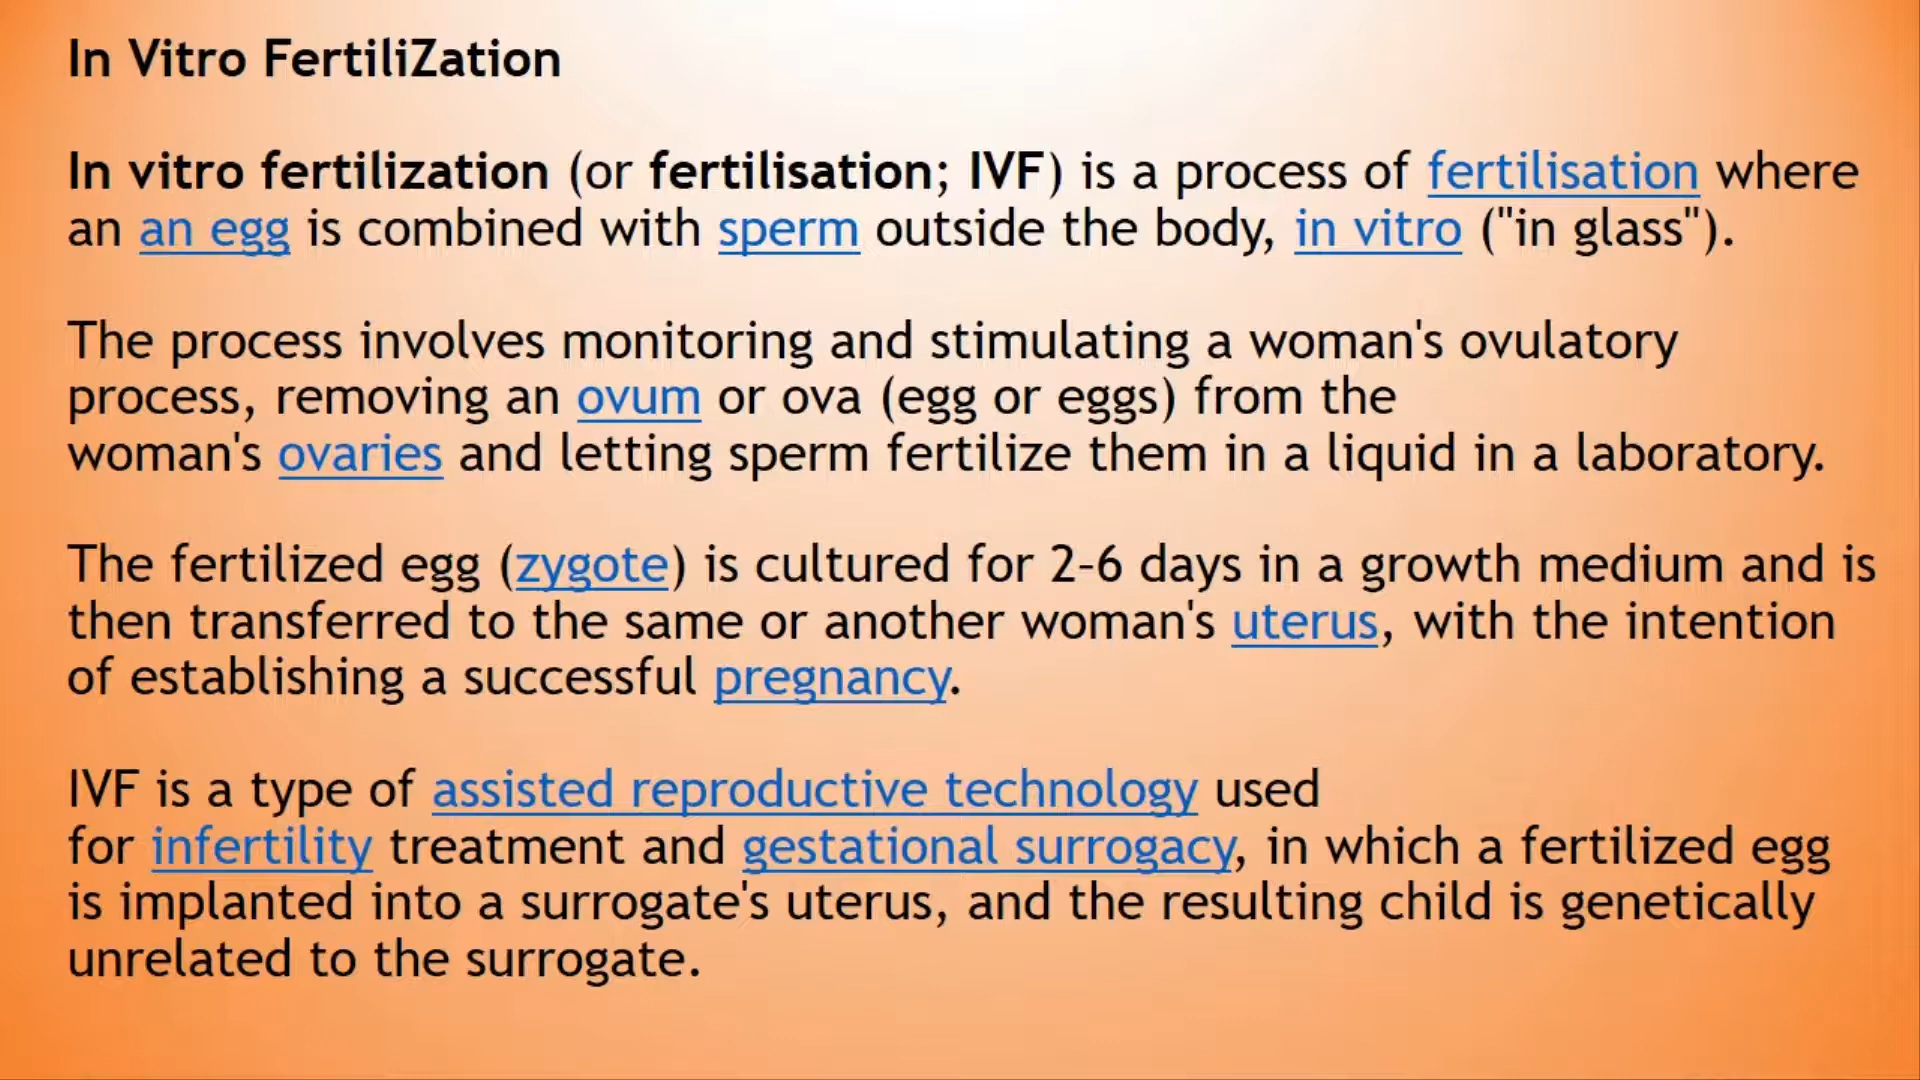 In Vitro FertiliZation
In vitro fertilization (or fertilisation; IVF) is a process of fertilisation where
an an egg is combined with sperm outside the body, in vitro ("in glass").
The process involves monitoring and stimulating a woman's ovulatory
process, removing an ovum or ova (egg or eggs) from the
woman's ovaries and letting sperm fertilize them in a liquid in a laboratory.
The fertilized egg (zygote) is cultured for 2–6 days in a growth medium and is
then transferred to the same or another woman's uterus, with the intention
of establishing a successful pregnancy.
IVF is a type of assisted reproductive technology used
for infertility treatment and gestational surrogacy, in which a fertilized egg
is implanted into a surrogate's uterus, and the resulting child is genetically
unrelated to the surrogate.